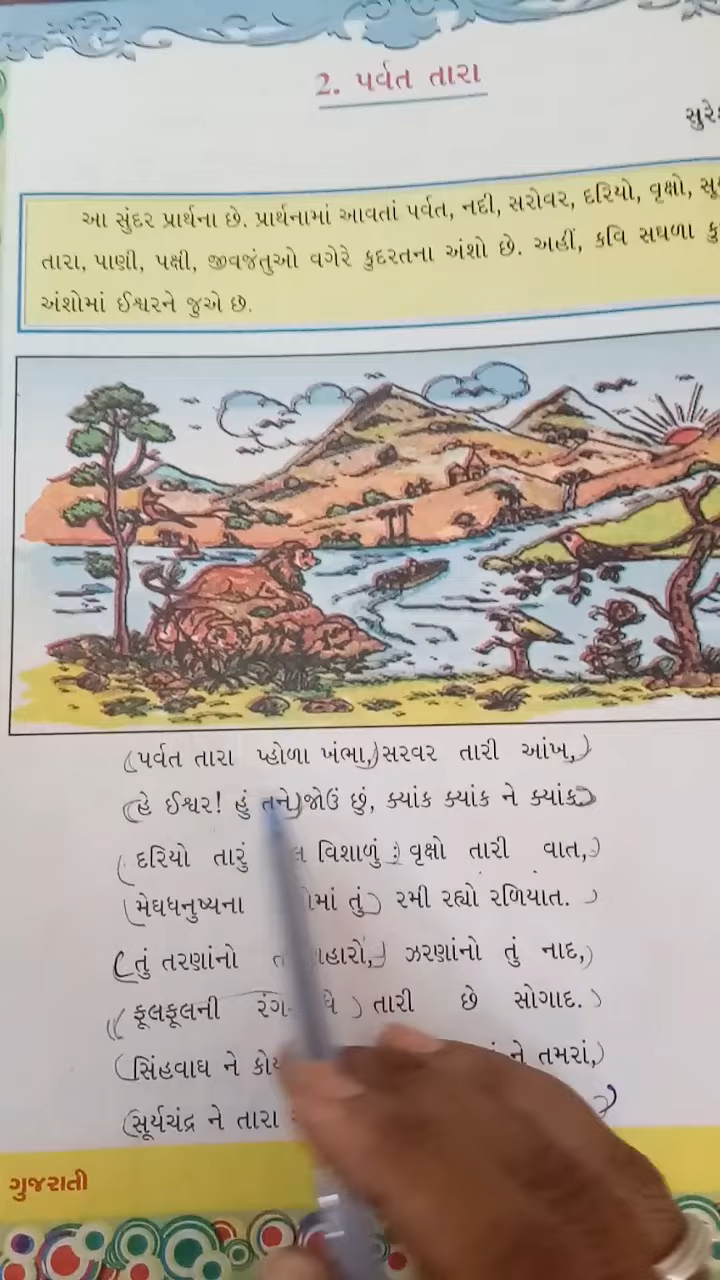 2. પર્વત તારા
આ સુંદર પ્રાર્થના છે. પ્રાર્થનામાં આવતાં પર્વત, નદી, સરોવર, દરિયો, વૃક્ષો,
તારા, પાણી, પક્ષી, જીવજંતુઓ વગેરે કુદરતના અંશો છે. અહીં, કવિ સઘળા
અંશોમાં ઈશ્વરને જુએ છે.
પર્વત તારા પ્હોળા ખંભા, સરવર તારી આંખ,
હે ઈશ્વર! હું તને જોઉં છું, ક્યાંક ક્યાંક ને ક્યાંક
દરિયો તારું વિશાળું : વૃક્ષો તારી વાત,
મેઘધનુષ્યના તું રમી રહ્યો રળિયાત.
તું તરણાંનો ઝરણાંનો તું નાદ,
ફૂલફૂલની તારી છે સોગાદ.
સિંહવાઘ ને ને તમરાં,
સૂર્યચંદ્ર ને તારા
ગુજરાતી